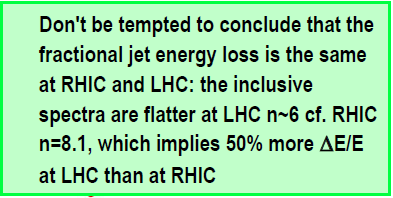 Don't be tempted to conclude that the
fractional jet energy loss is the same
at RHIC and LHC: the inclusive
spectra are flatter at LHC n~6 cf. RHIC
n=8.1, which implies 50% more ΔE/E
at LHC than at RHIC